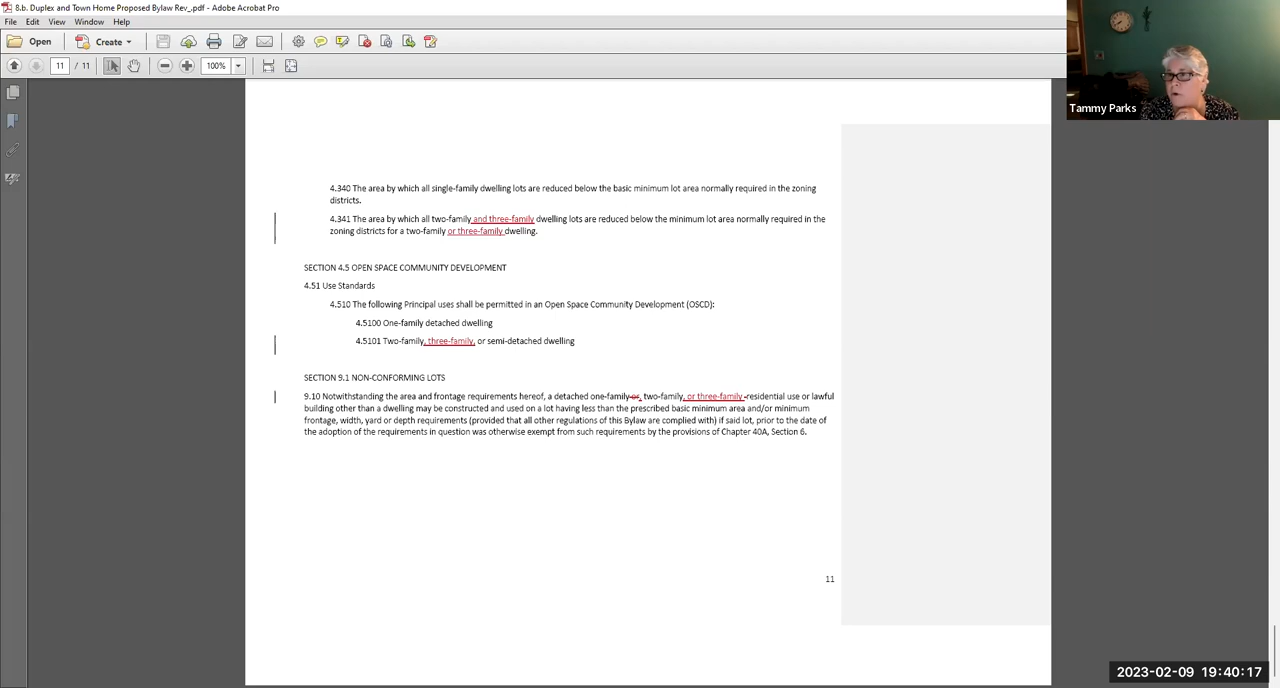 8.b. Duplex and Town Home Proposed Bylaw Rev_.pdf - Adobe Acrobat Pro
File Edit View Window Help
Open Create
11 / 11 100%
Tammy Parks
4.340 The area by which all single-family dwelling lots are reduced below the basic minimum lot area normally required in the zoning
districts.
4.341 The area by which all two-family and three-family dwelling lots are reduced below the minimum lot area normally required in the
zoning districts for a two-family or three-family dwelling.
SECTION 4.5 OPEN SPACE COMMUNITY DEVELOPMENT
4.51 Use Standards
4.510 The following Principal uses shall be permitted in an Open Space Community Development (OSCD):
4.5100 One-family detached dwelling
4.5101 Two-family, three-family, or semi-detached dwelling
SECTION 9.1 NON-CONFORMING LOTS
9.10 Notwithstanding the area and frontage requirements hereof, a detached one-family or, two-family, or three-family -residential use or lawful
building other than a dwelling may be constructed and used on a lot having less than the prescribed basic minimum area and/or minimum
frontage, width, yard or depth requirements (provided that all other regulations of this Bylaw are complied with) if said lot, prior to the date of
the adoption of the requirements in question was otherwise exempt from such requirements by the provisions of Chapter 40A, Section 6.
11
2023-02-09 19:40:17